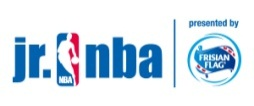 presented by
jr. nba
NBA
FRISIAN
FLAG